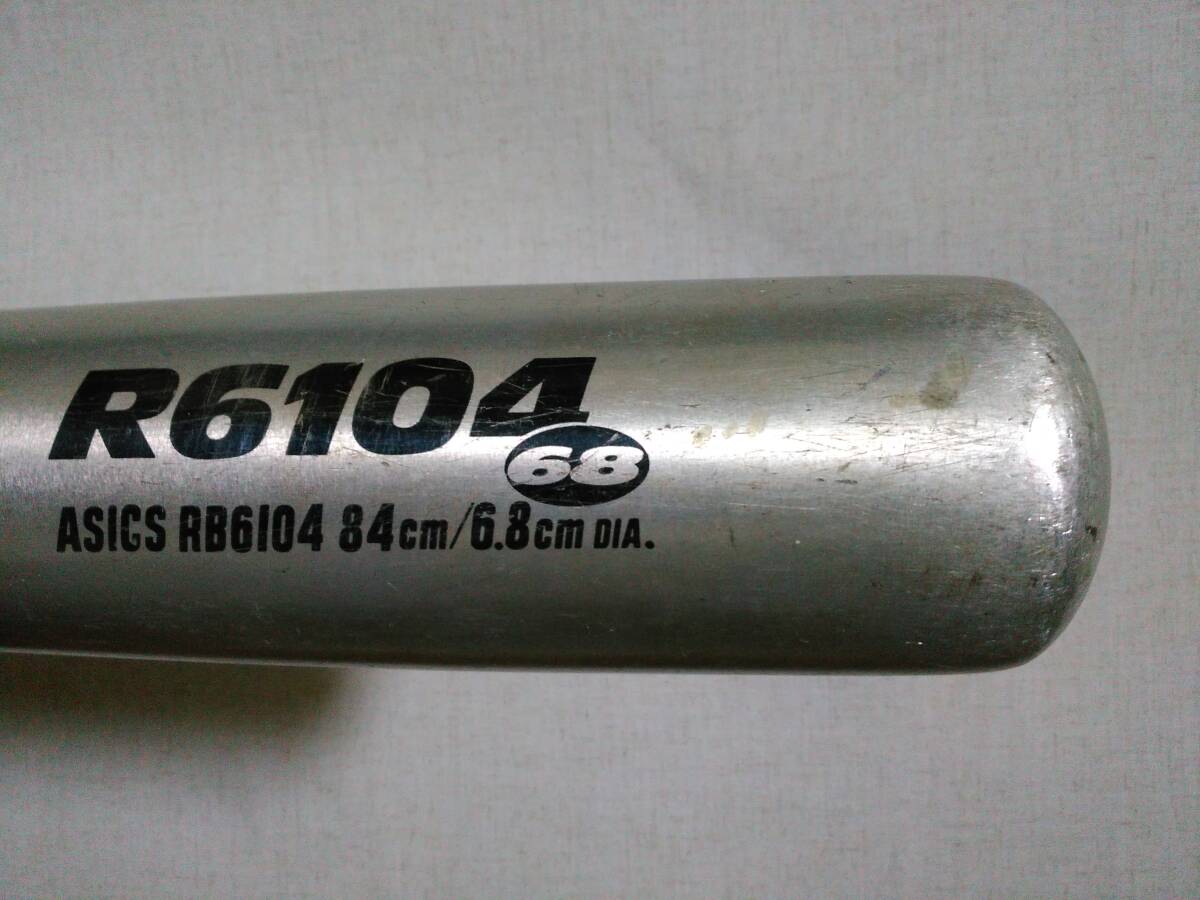 R6104
68
ASICS RB6104 84cm/6.8cm DIA.